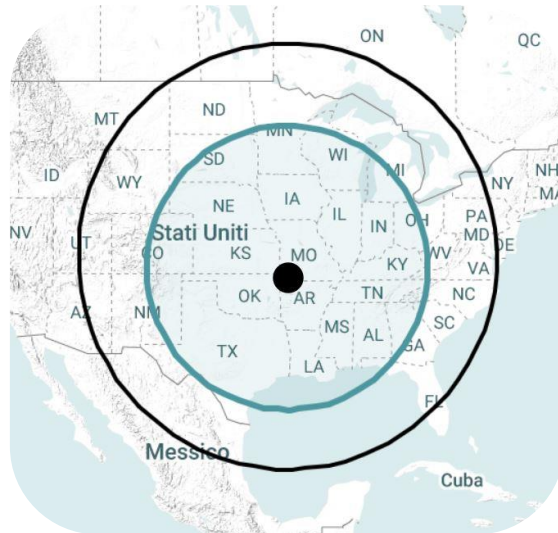 ON
QC
MT
ND
MN
WI
MI
ID
SD
WY
NY
NH
MA
NE
IA
IL
IN
OH
PA
NV
Stati Uniti
MD
DE
UT
CO
KS
MO
WV
KY
VA
OK
AR
TN
NC
AZ
NM
SC
MS
AL
GA
TX
LA
FL
Messico
Cuba